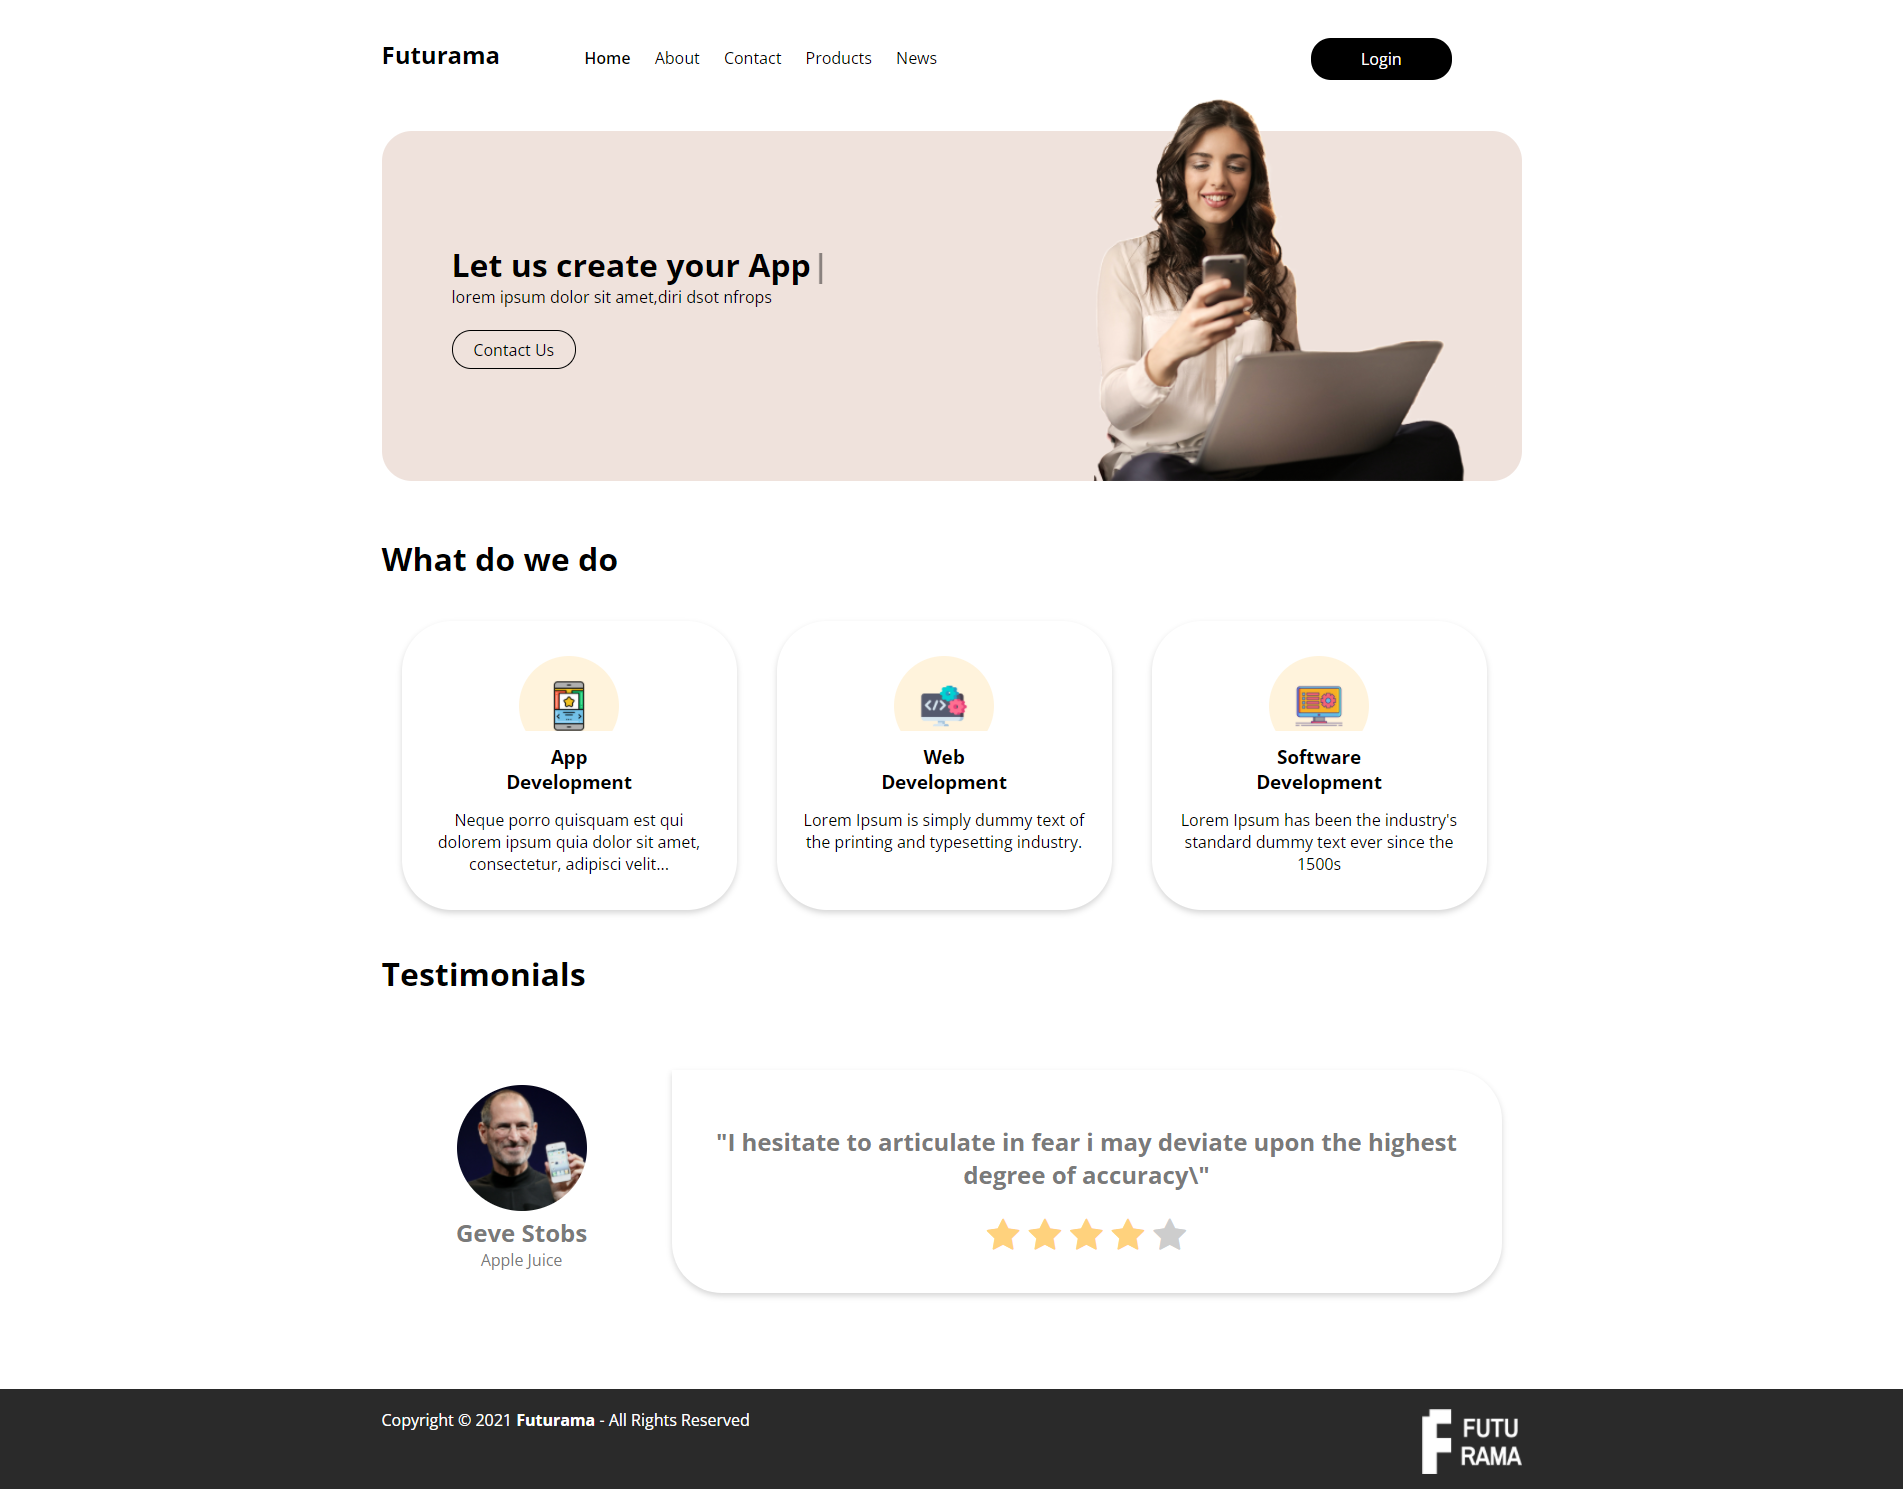 Futurama
Home About Contact Products News
Login
Let us create your App|
lorem ipsum dolor sit amet,diri dsot nfrops
Contact Us
What do we do
App
Development
Neque porro quisquam est qui
dolorem ipsum quia dolor sit amet,
consectetur, adipisci velit...
</>
Web
Development
Lorem Ipsum is simply dummy text of
the printing and typesetting industry.
Software
Development
Lorem Ipsum has been the industry's
standard dummy text ever since the
1500s
Testimonials
Geve Stobs
Apple Juice
"I hesitate to articulate in fear i may deviate upon the highest
degree of accuracy\"
Copyright © 2021 Futurama - All Rights Reserved
F FUTU
RAMA